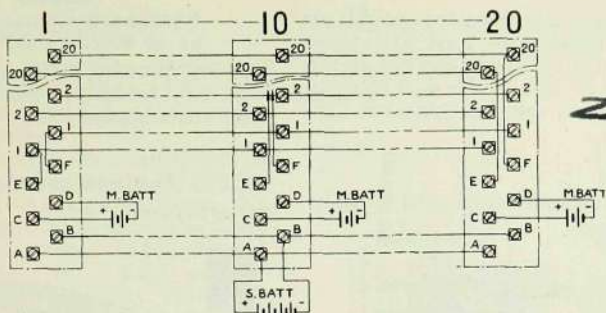 1 10 20
20 20 20
20 20 20
2 2 2
2 2 2
1 1 1
1 1 1
F F F
E E E
D M.BATT D M.BATT D M.BATT
C + - C + - C + -
B B B
A A A
S.BATT
+ -